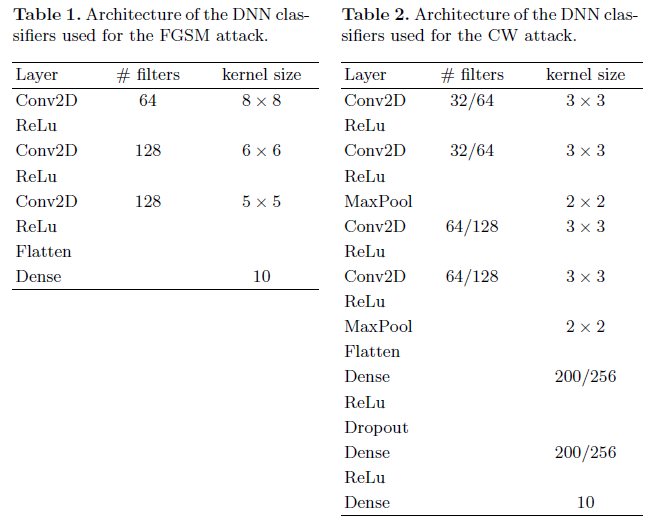 Table 1. Architecture of the DNN clas-
sifiers used for the FGSM attack.
Layer # filters kernel size
Conv2D 64 8 × 8
ReLu
Conv2D 128 6 × 6
ReLu
Conv2D 128 5 × 5
ReLu
Flatten
Dense 10
Table 2. Architecture of the DNN clas-
sifiers used for the CW attack.
Layer # filters kernel size
Conv2D 32/64 3 × 3
ReLu
Conv2D 32/64 3 × 3
ReLu
MaxPool 2 × 2
Conv2D 64/128 3 × 3
ReLu
Conv2D 64/128 3 × 3
ReLu
MaxPool 2 × 2
Flatten
Dense 200/256
ReLu
Dropout
Dense 200/256
ReLu
Dense 10